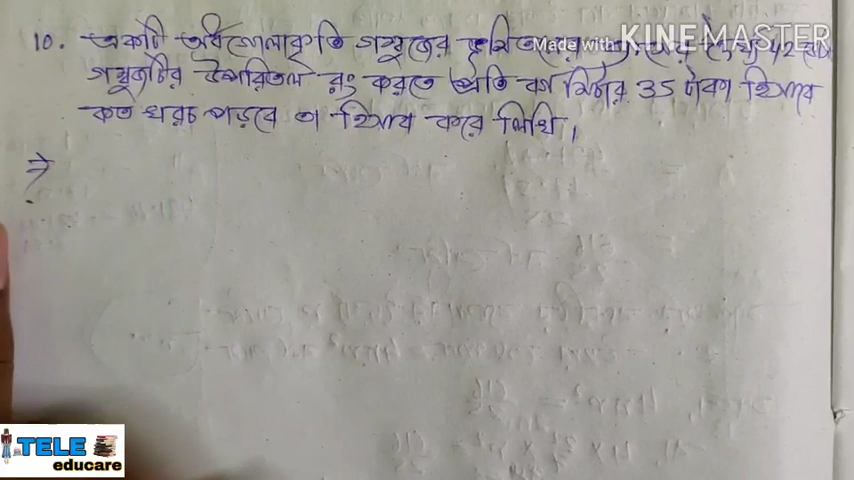 Made with KINEMASTER
10. একটি অর্ধগোলাকৃতি গম্বুজের ভূমিতলের 42
গম্বুজটির উপরিতল রং করতে প্রতি বর্গ মিটার 35 টাকা হিসাবে
কত খরচ পড়বে তা হিসাব করে লিখি।
⇒
TELE
educare